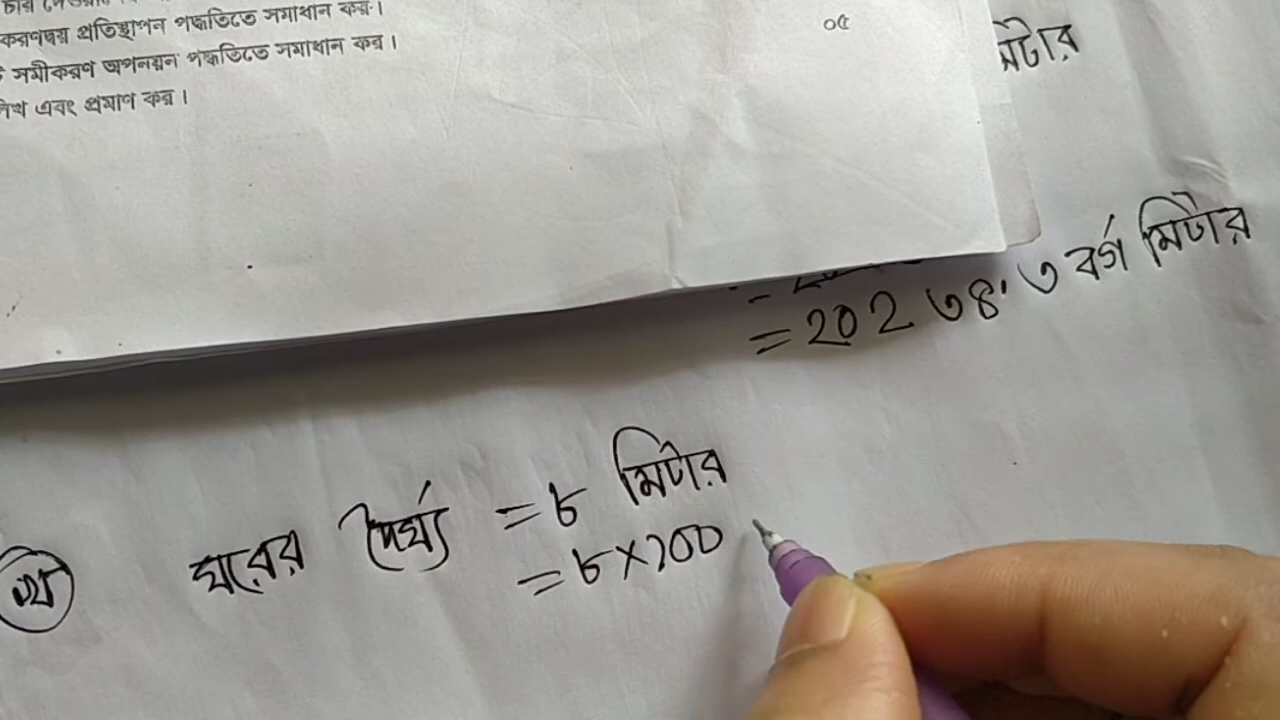 করণদ্বয় প্রতিস্থাপন পদ্ধতিতে সমাধান কর।
সমীকরণ অপনয়ন পদ্ধতিতে সমাধান কর।
এবং প্রমাণ কর।
০৫
মিটার
= ২০২৩৪.৩ বর্গ মিটার
খ ঘরের দৈর্ঘ্য = ৮ মিটার
= ৮×১০০